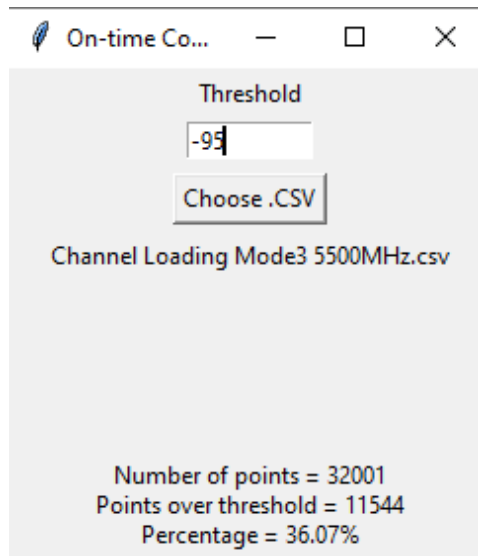 On-time Co...
Threshold
-95
Choose .CSV
Channel Loading Mode3 5500MHz.csv
Number of points = 32001
Points over threshold = 11544
Percentage = 36.07%